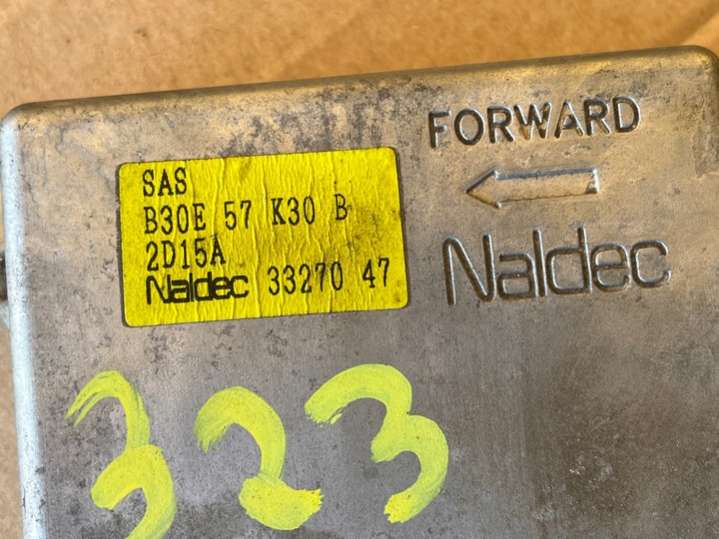 FORWARD
SAS
B30E 57 K30 B
2D15A
Naldec 33270 47
Naldec
323